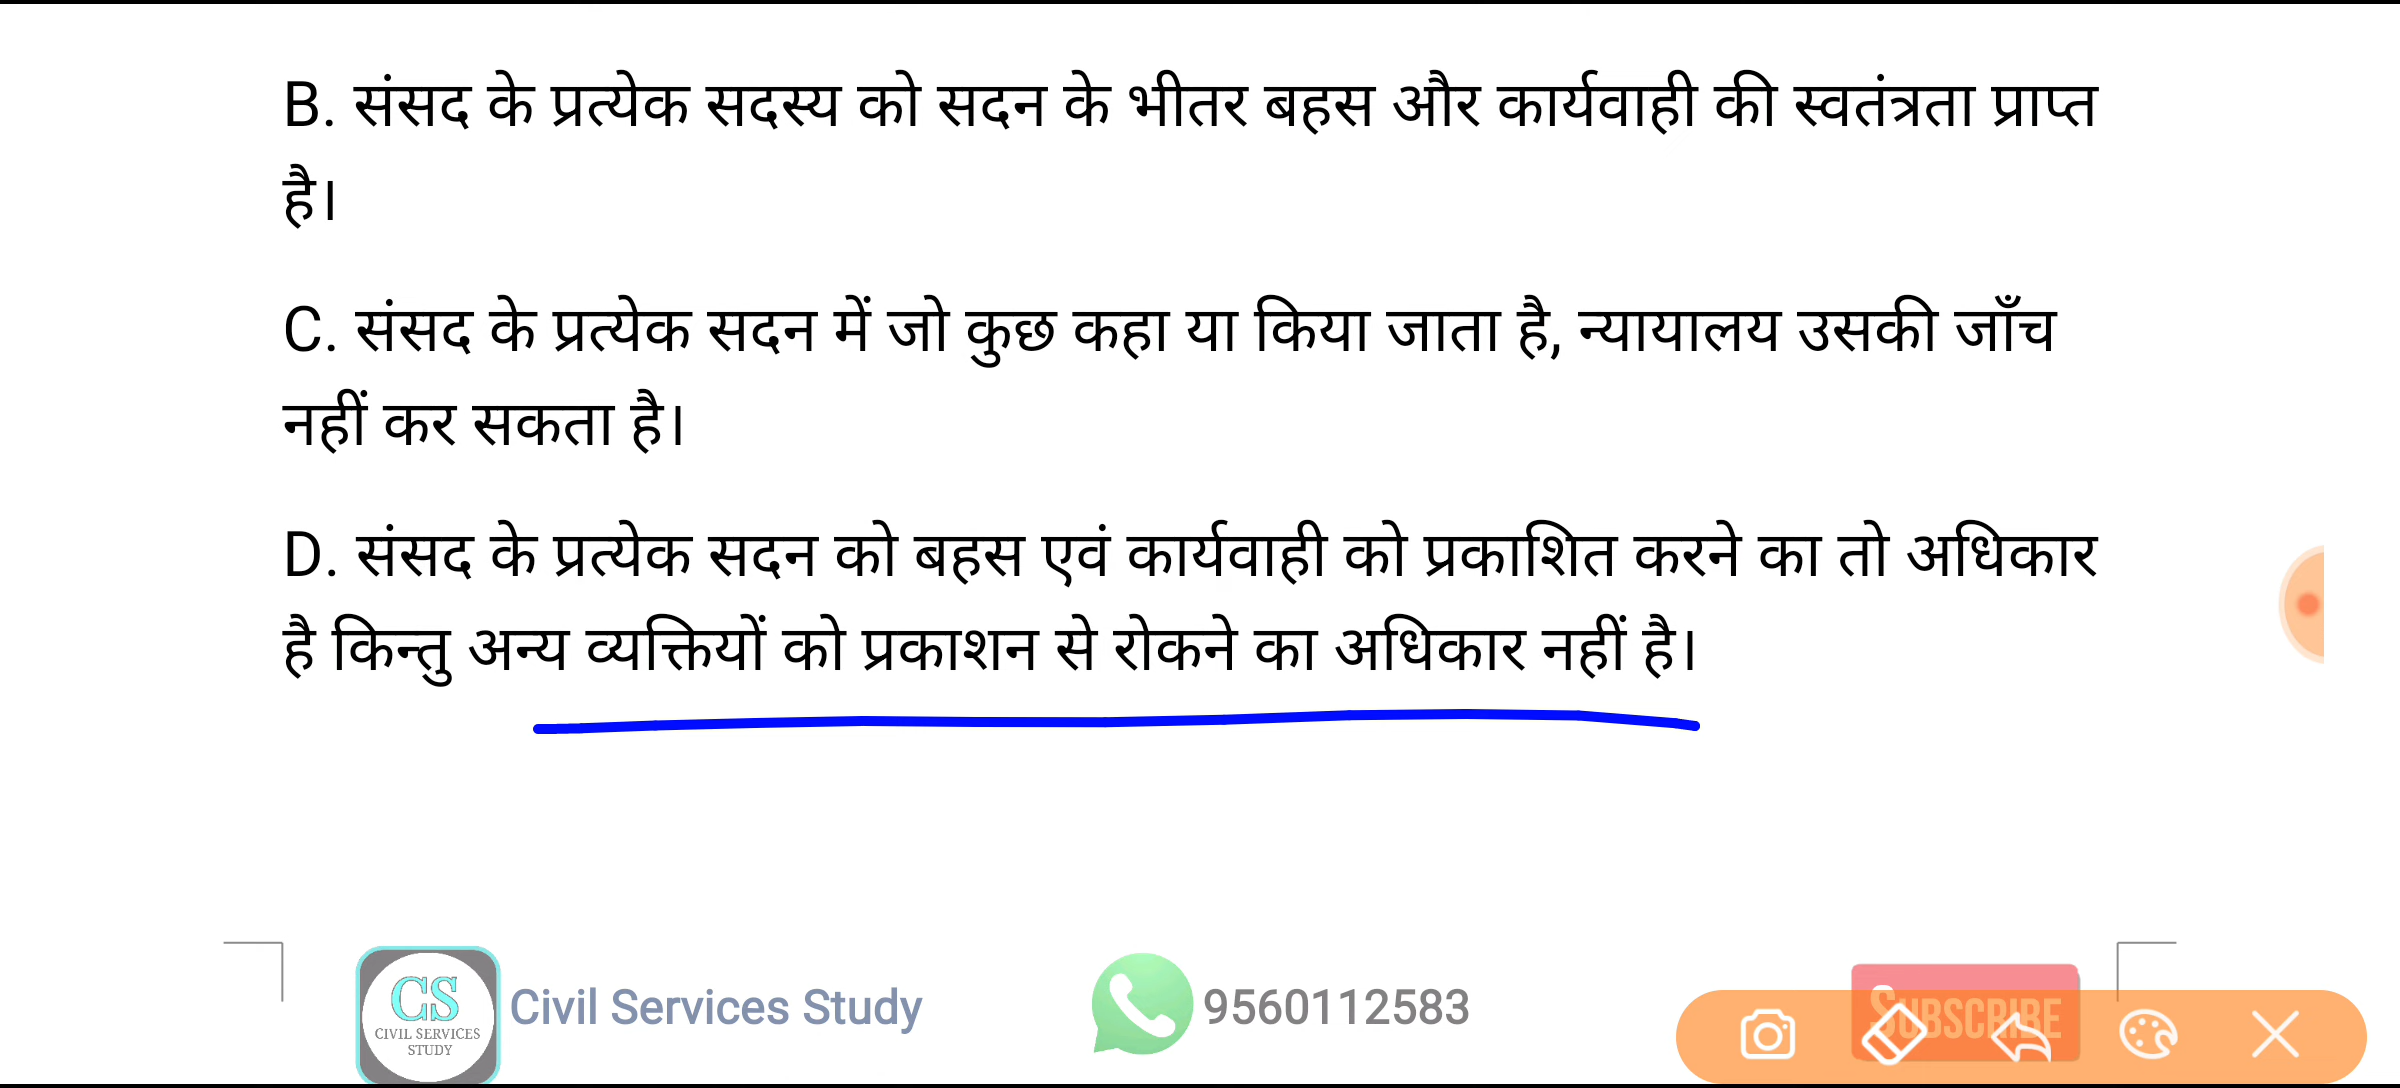 B. संसद के प्रत्येक सदस्य को सदन के भीतर बहस और कार्यवाही की स्वतंत्रता प्राप्त
है।
C. संसद के प्रत्येक सदन में जो कुछ कहा या किया जाता है, न्यायालय उसकी जाँच
नहीं कर सकता है।
D. संसद के प्रत्येक सदन को बहस एवं कार्यवाही को प्रकाशित करने का तो अधिकार
है किन्तु अन्य व्यक्तियों को प्रकाशन से रोकने का अधिकार नहीं है।
CS
CIVIL SERVICES
STUDY
Civil Services Study
9560112583
SUBSCRIBE